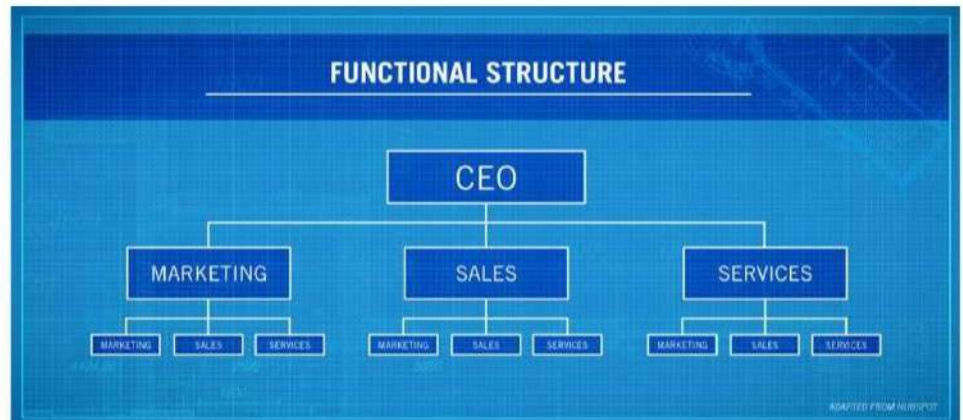 FUNCTIONAL STRUCTURE
CEO
MARKETING SALES SERVICES
MARKETING SALES SERVICES MARKETING SALES SERVICES MARKETING SALES SERVICES
ADAPTED FROM HUBSPOT